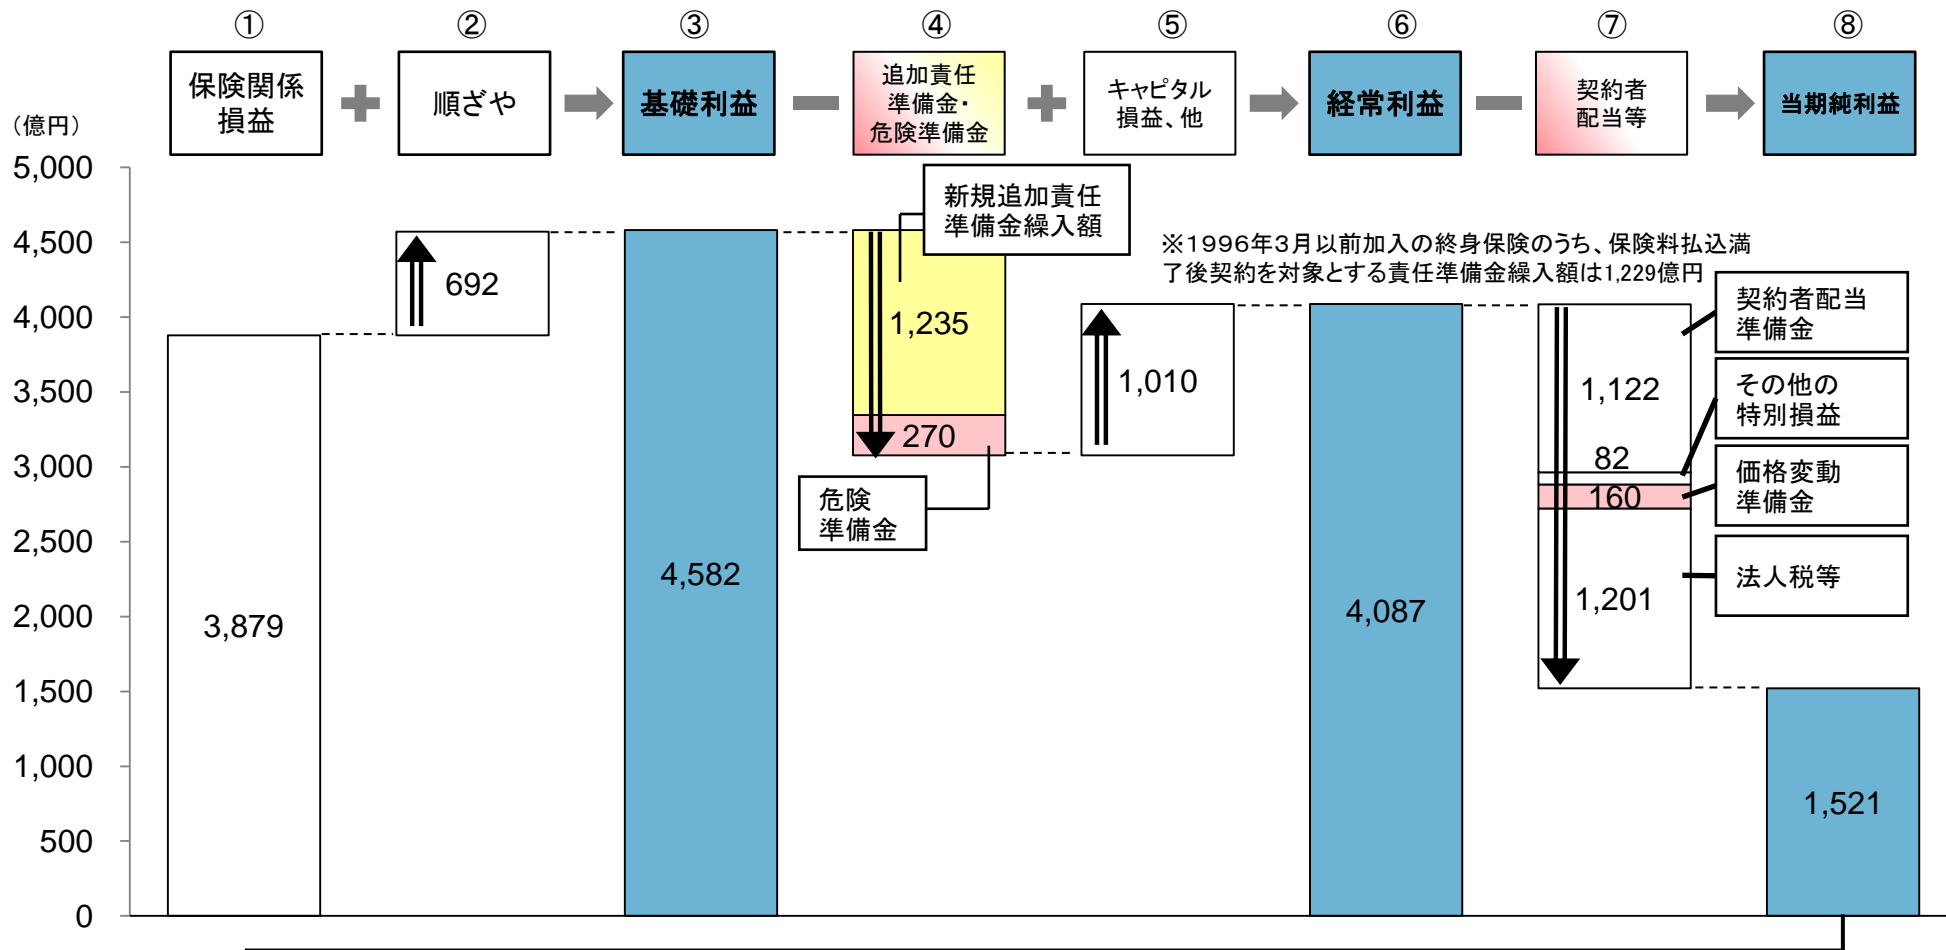 ①
②
③
④
⑤
⑥
⑦
⑧
保険関係
損益
順ざや
基礎利益
追加責任
準備金・
危険準備金
キャピタル
損益、他
経常利益
契約者
配当等
当期純利益
（億円）
5,000
4,500
4,000
3,500
3,000
2,500
2,000
1,500
1,000
500
0
3,879
692
4,582
新規追加責任
準備金繰入額
1,235
270
危険
準備金
1,010
※1996年3月以前加入の終身保険のうち、保険料払込満
了後契約を対象とする責任準備金繰入額は1,229億円
4,087
1,122
82
160
1,201
契約者配当
準備金
その他の
特別損益
価格変動
準備金
法人税等
1,521